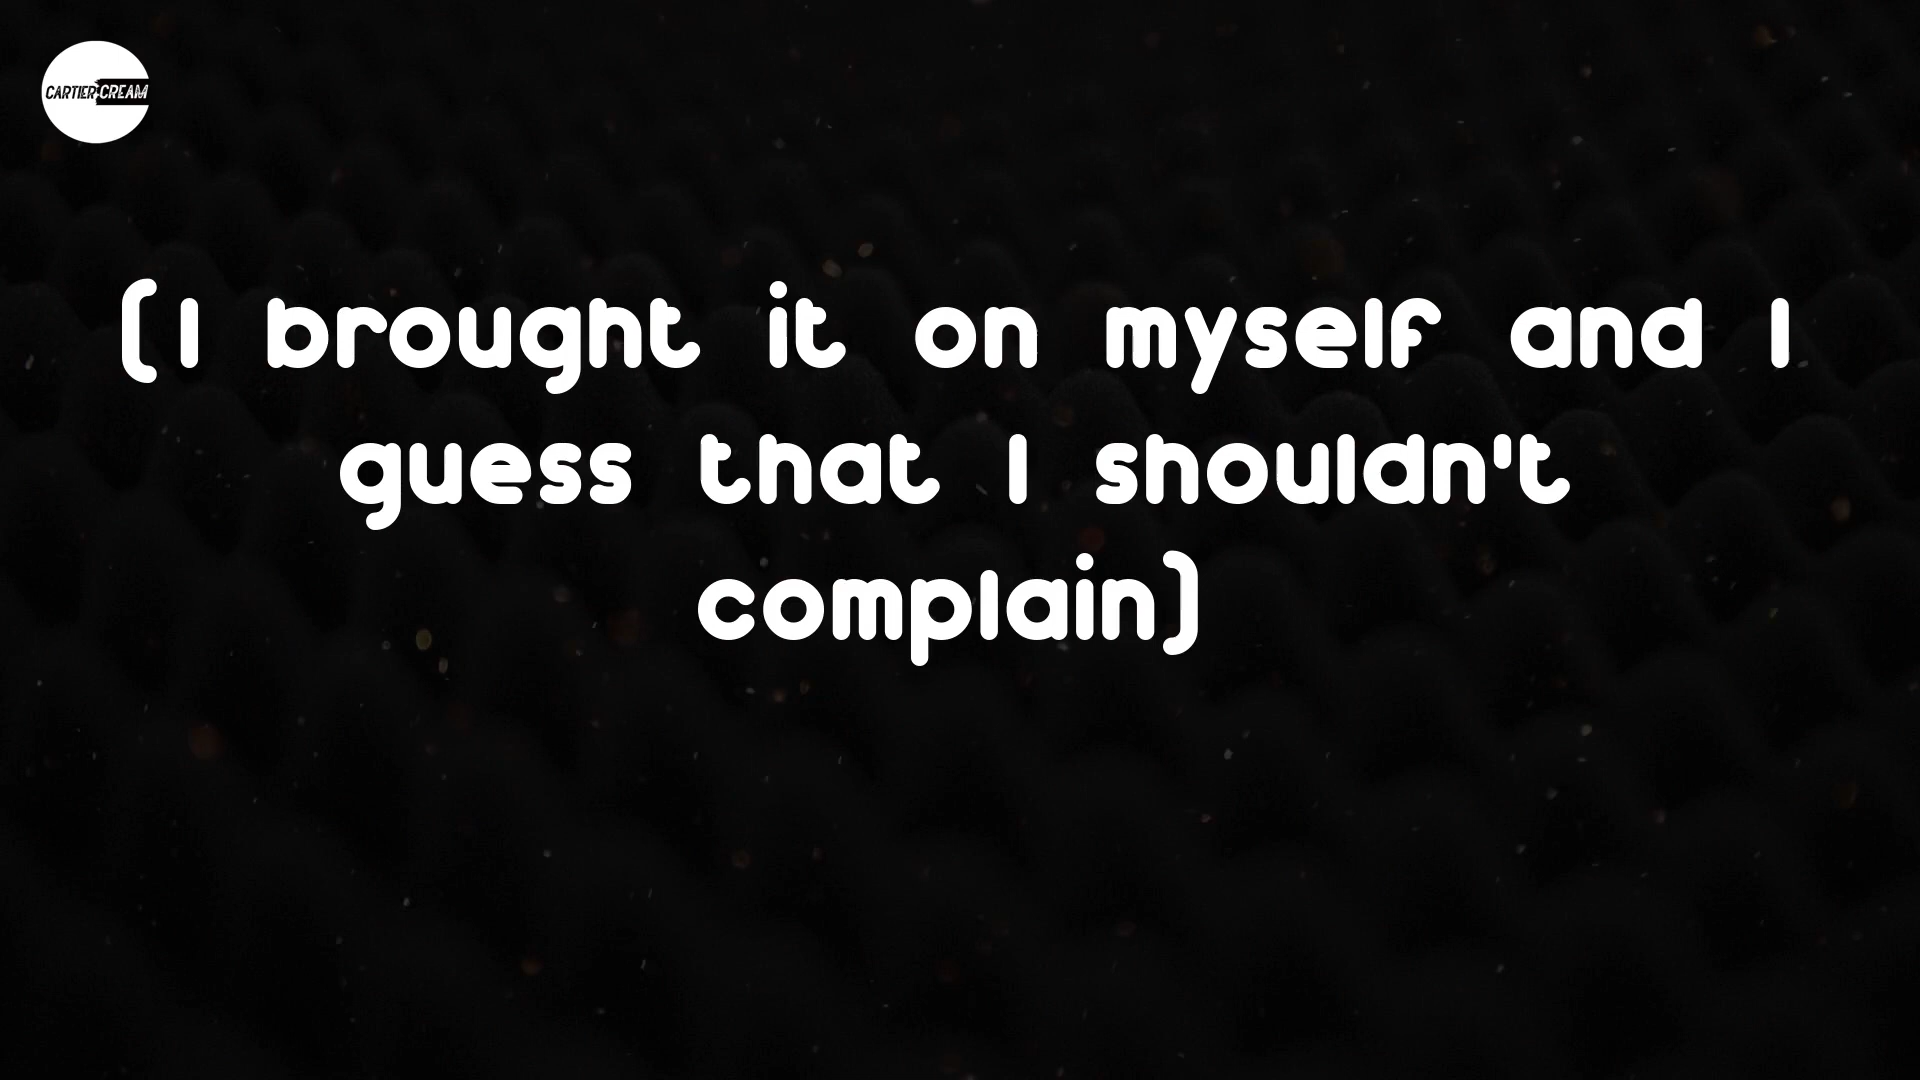 CARTIER CREAM
(I brought it on myself and I
guess that I shouldn't
complain)